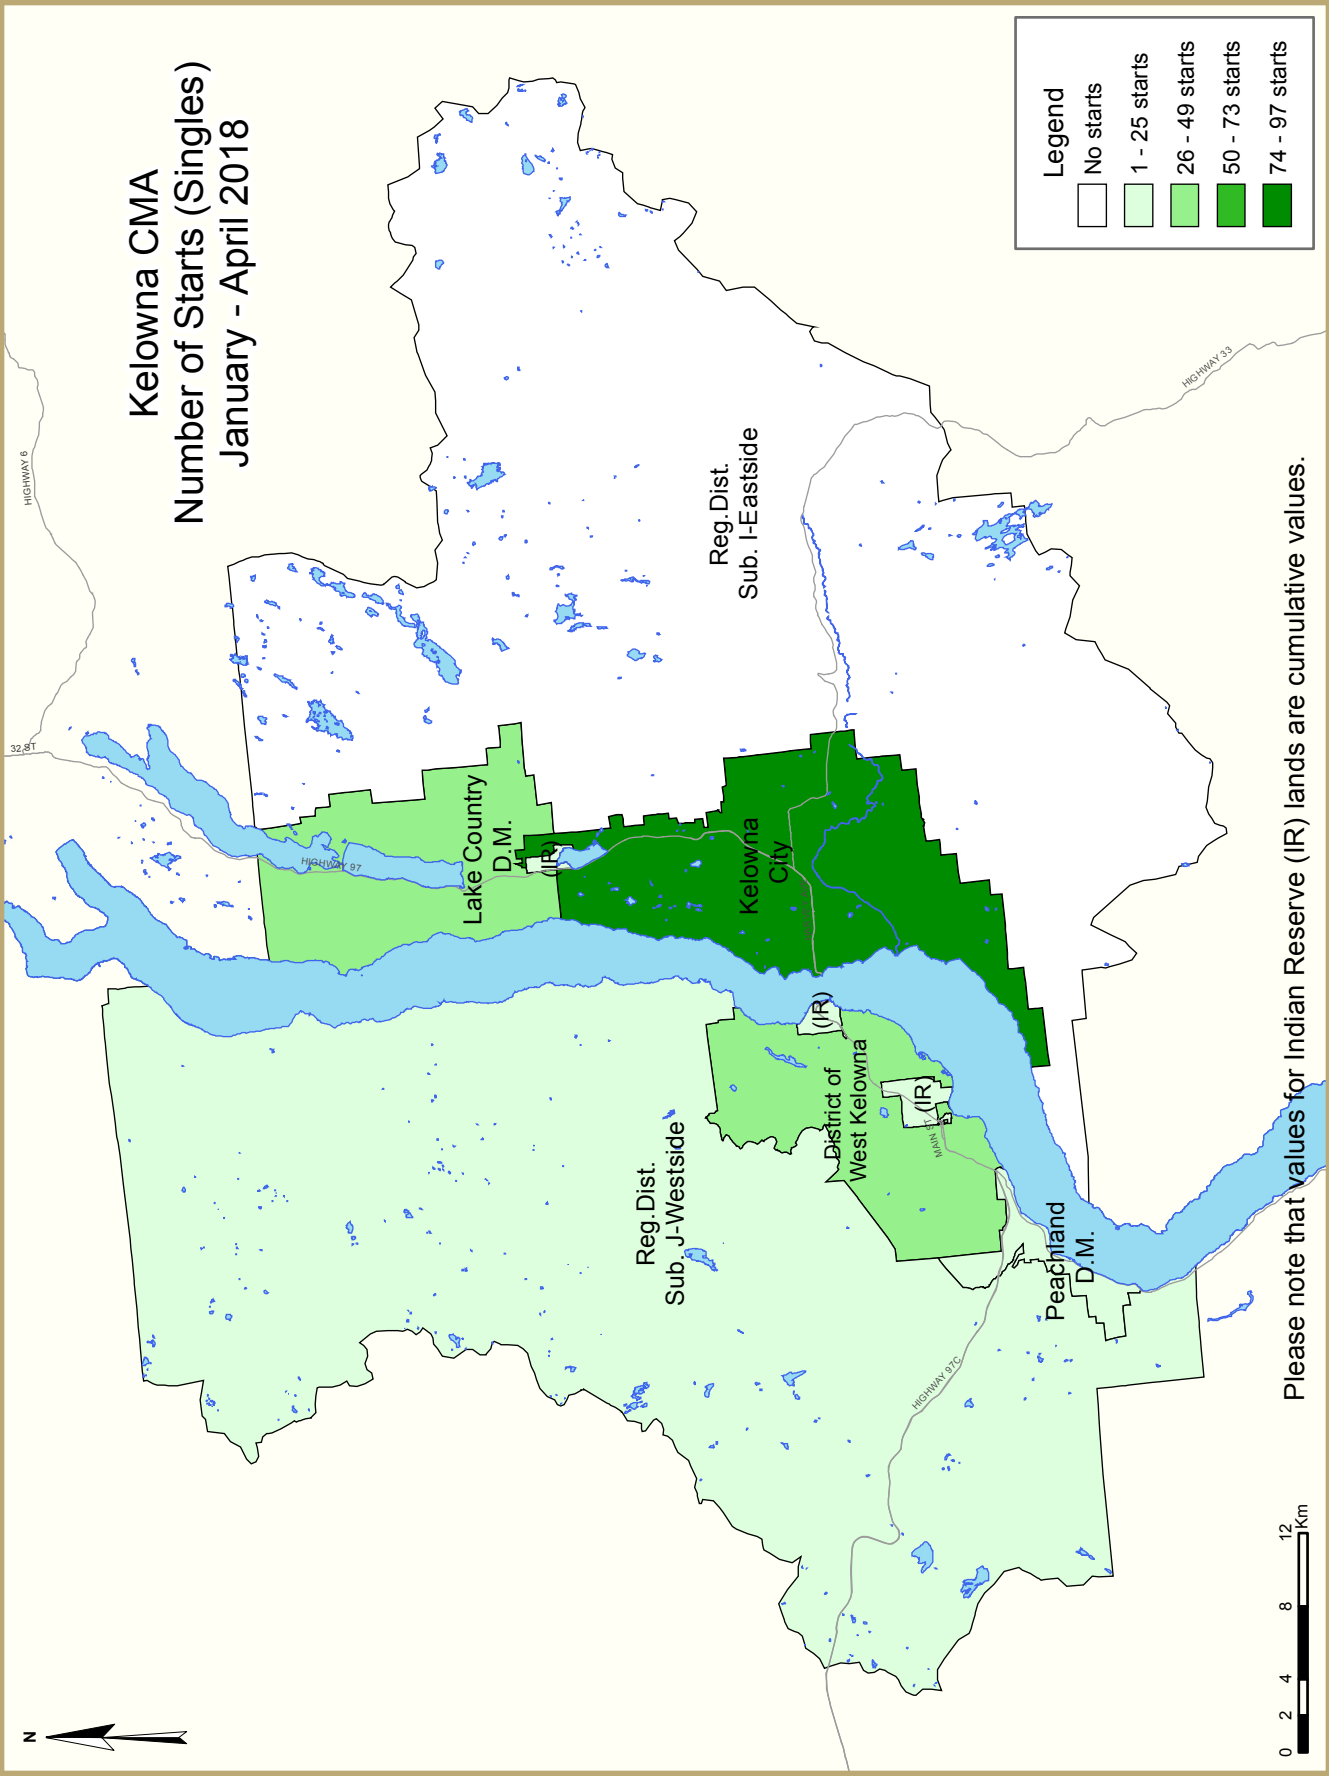 Kelowna CMA
Number of Starts (Singles)
January - April 2018
Legend
No starts
1 - 25 starts
26 - 49 starts
50 - 73 starts
74 - 97 starts
HIGHWAY 6
32 ST
HIGHWAY 97
Lake Country
D.M.
(IR)
Kelowna
City
Reg.Dist.
Sub. I-Eastside
HIGHWAY 33
(IR)
District of
West Kelowna
(IR)
MAIN ST
Reg.Dist.
Sub. J-Westside
Peachland
D.M.
HIGHWAY 97C
N
0 2 4 8 12
Km
Please note that values for Indian Reserve (IR) lands are cumulative values.